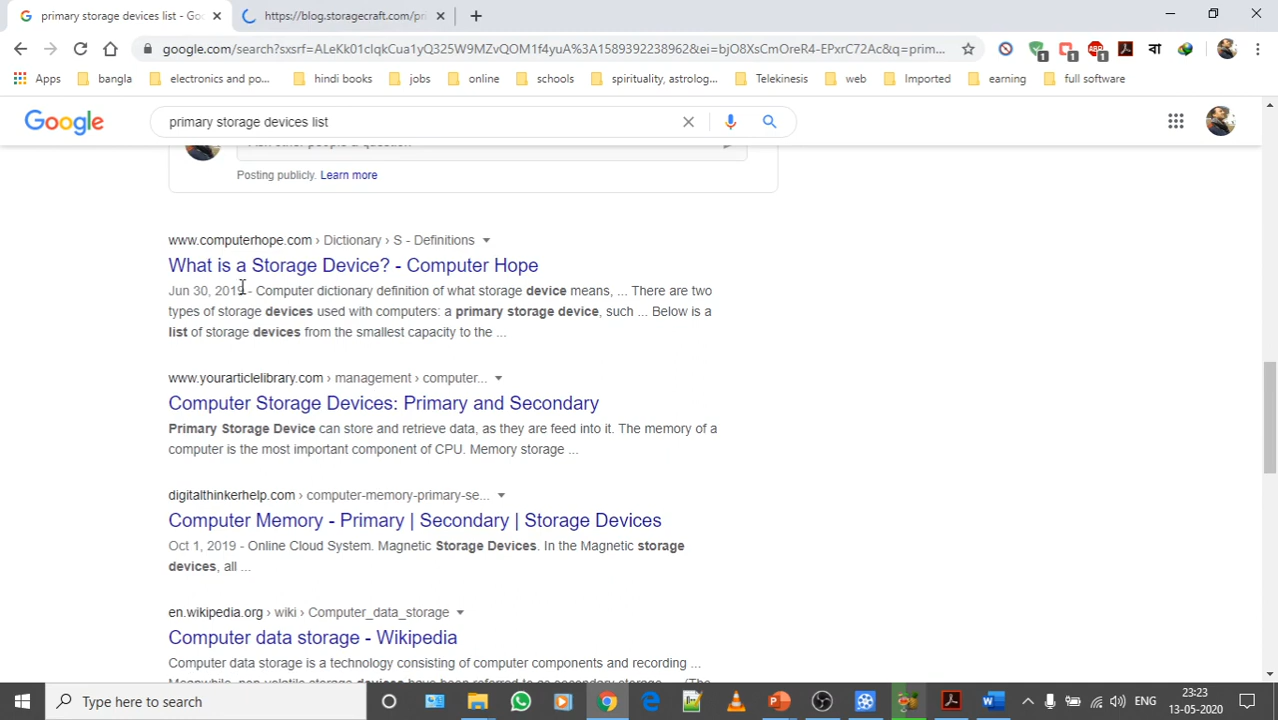 primary storage devices list - Goo
https://blog.storagecraft.com/pri
google.com/search?sxsrf=ALeKk01clqkCua1yQ325W9MZvQOM1f4yuA%3A1589392238962&ei=bjO8XsCmOreR4-EPxrC72Ac&q=prim...
1
1
1
বা
Apps
bangla
electronics and po...
hindi books
jobs
online
schools
spirituality, astrolog...
Telekinesis
web
Imported
earning
full software
Google
primary storage devices list
Posting publicly. Learn more
www.computerhope.com › Dictionary › S - Definitions
What is a Storage Device? - Computer Hope
Jun 30, 2019 - Computer dictionary definition of what storage device means, ... There are two
types of storage devices used with computers: a primary storage device, such ... Below is a
list of storage devices from the smallest capacity to the ...
www.yourarticlelibrary.com › management › computer...
Computer Storage Devices: Primary and Secondary
Primary Storage Device can store and retrieve data, as they are feed into it. The memory of a
computer is the most important component of CPU. Memory storage ...
digitalthinkerhelp.com › computer-memory-primary-se...
Computer Memory - Primary | Secondary | Storage Devices
Oct 1, 2019 - Online Cloud System. Magnetic Storage Devices. In the Magnetic storage
devices, all ...
en.wikipedia.org › wiki › Computer_data_storage
Computer data storage - Wikipedia
Computer data storage is a technology consisting of computer components and recording ...
Type here to search
ENG
23:23
13-05-2020